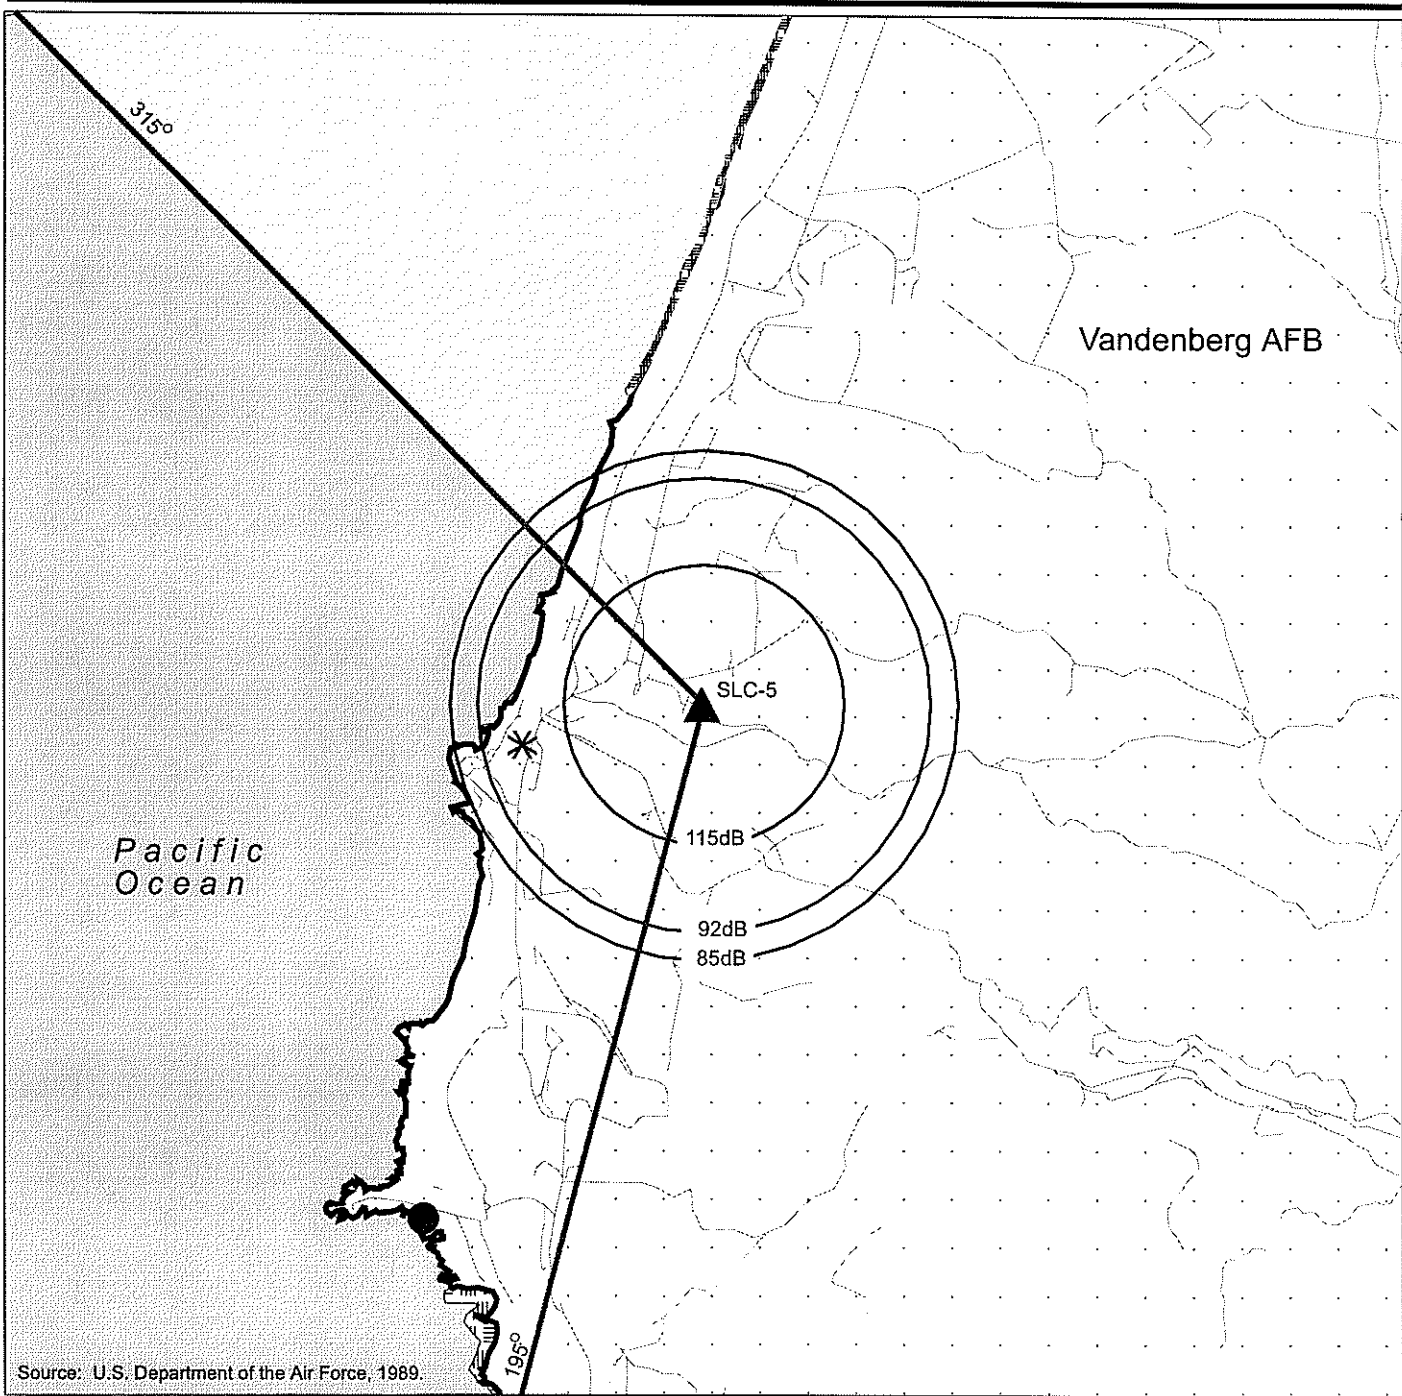 315°
Vandenberg AFB
SLC-5
115dB
Pacific
Ocean
92dB
85dB
195°
Source: U.S. Department of the Air Force, 1989.